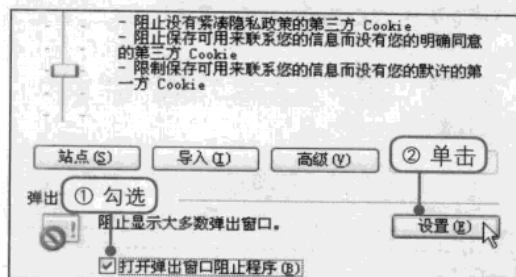 - 阻止没有紧凑隐私政策的第三方 Cookie
- 阻止保存可用来联系您的信息而没有您的明确同意
的第三方 Cookie
- 限制保存可用来联系您的信息而没有您的默许的第
一方 Cookie
站点(S) 导入(I) 高级(V) ② 单击
弹出 ① 勾选
阻止显示大多数弹出窗口。 设置(E)
打开弹出窗口阻止程序(B)